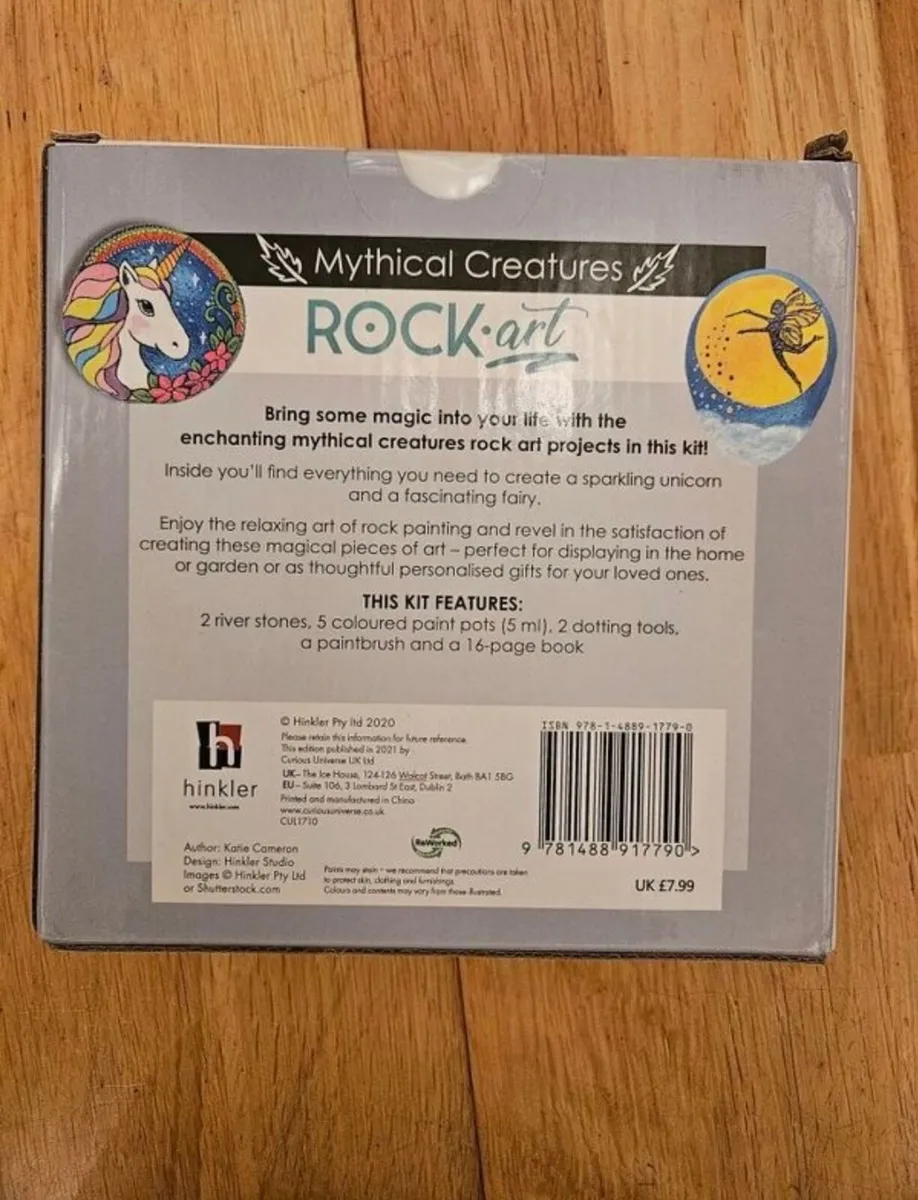 Mythical Creatures
ROCK·art
Bring some magic into your life with the
enchanting mythical creatures rock art projects in this kit!
Inside you'll find everything you need to create a sparkling unicorn
and a fascinating fairy.
Enjoy the relaxing art of rock painting and revel in the satisfaction of
creating these magical pieces of art – perfect for displaying in the home
or garden or as thoughtful personalised gifts for your loved ones.
THIS KIT FEATURES:
2 river stones, 5 coloured paint pots (5 ml), 2 dotting tools,
a paintbrush and a 16-page book
h
hinkler
www.hinkler.com
© Hinkler Pty Ltd 2020
Please retain this information for future reference.
This edition published in 2021 by
Curious Universe UK Ltd
UK– The Ice House, 124-126 Walcot Street, Bath BA1 5BG
EU – Suite 106, 3 Lombard St East, Dublin 2
Printed and manufactured in China
www.curiousuniverse.co.uk
CUL1710
Author: Katie Cameron
Design: Hinkler Studio
Images © Hinkler Pty Ltd
or Shutterstock.com
ReWorked
Paints may stain – we recommend that precautions are taken
to protect skin, clothing and furnishings.
Colours and contents may vary from those illustrated.
ISBN 978-1-4889-1779-0
9 781488 917790 >
UK £7.99